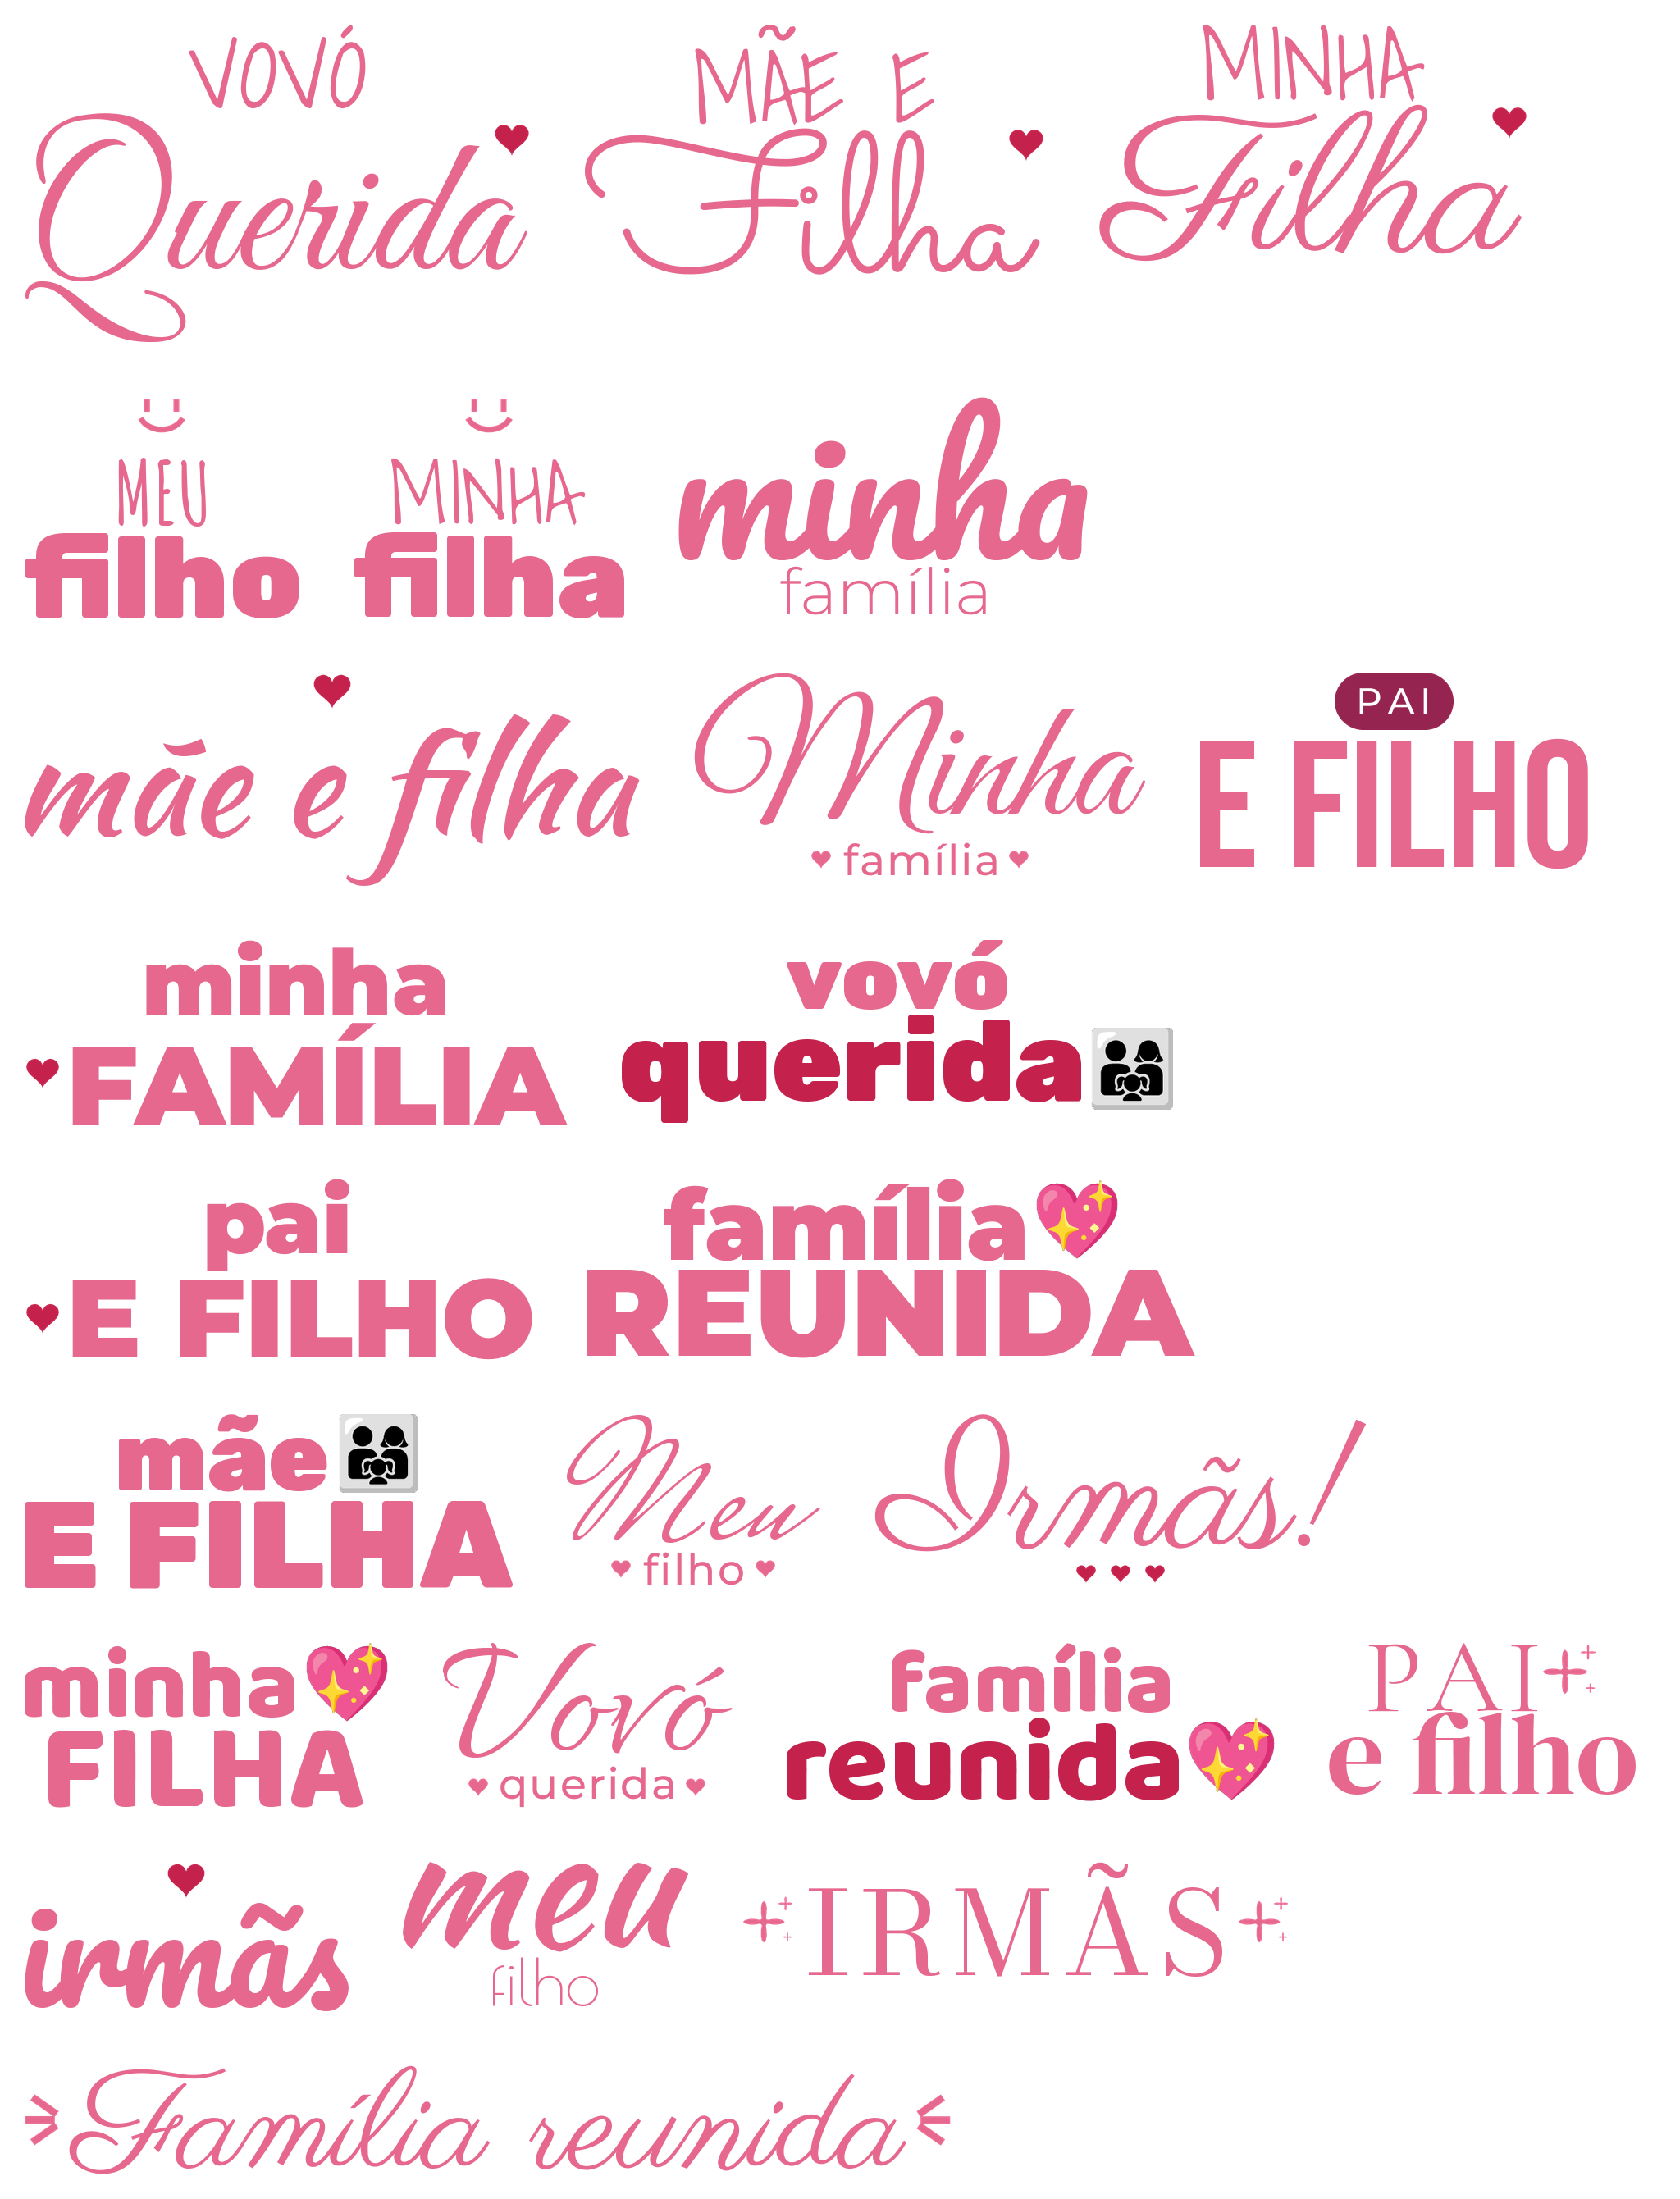 VOVÓ
Querida
MÃE E
Filha
MINHA
Filha
MEU
filho
MINHA
filha
minha
família
mãe e filha
Minha
família
PAI
E FILHO
minha
FAMÍLIA
vovó
querida
pai
E FILHO
família
REUNIDA
mãe
E FILHA
Meu
filho
Irmãs!
minha
FILHA
Vovó
querida
família
reunida
PAI
e filho
irmãs
meu
filho
IRMÃS
Família reunida